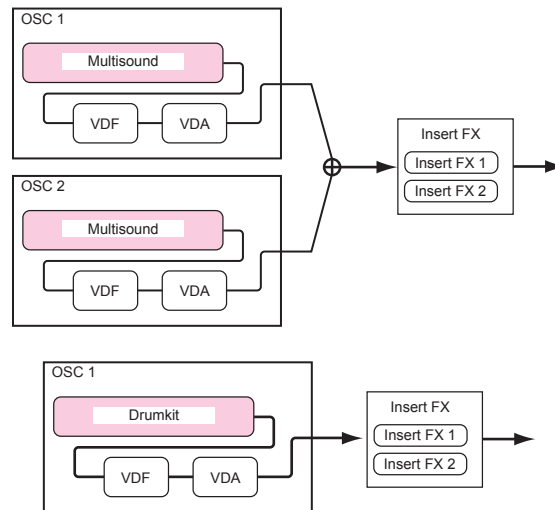 OSC 1
Multisound
VDF
VDA
Insert FX
Insert FX 1
Insert FX 2
OSC 2
Multisound
VDF
VDA
OSC 1
Drumkit
VDF
VDA
Insert FX
Insert FX 1
Insert FX 2